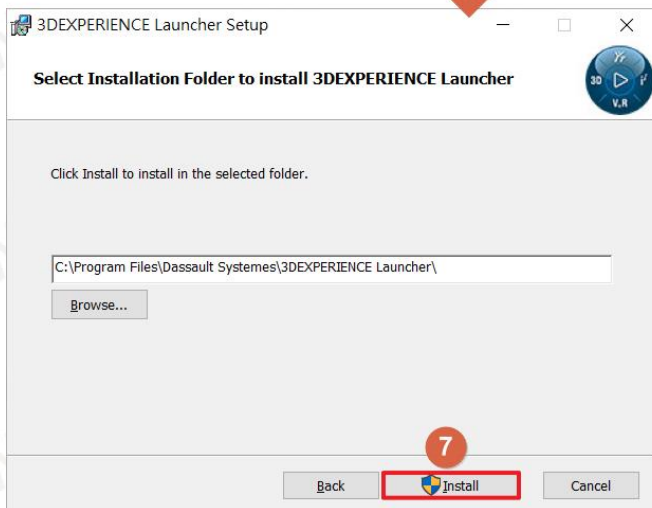 3DEXPERIENCE Launcher Setup
Select Installation Folder to install 3DEXPERIENCE Launcher
3D
V.R
Click Install to install in the selected folder.
C:\Program Files\Dassault Systemes\3DEXPERIENCE Launcher\
Browse...
7
Back
Install
Cancel